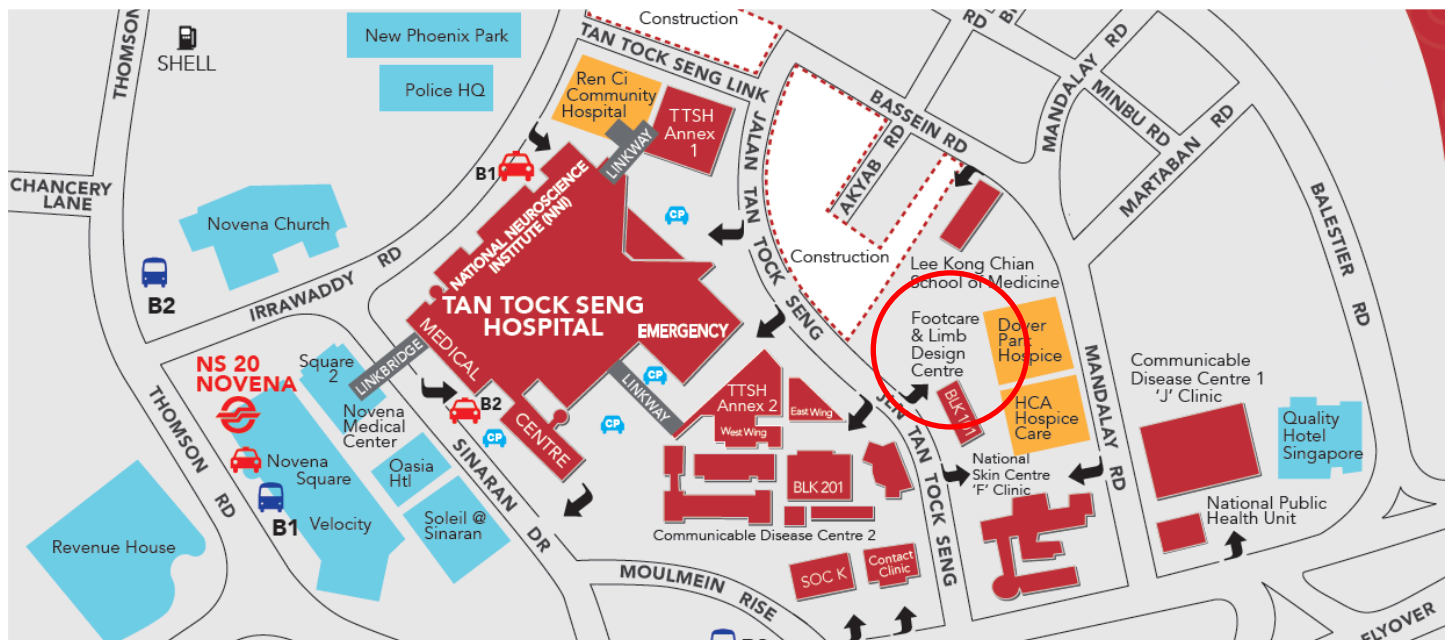 THOMSON
SHELL
New Phoenix Park
Police HQ
Construction
TAN TOCK SENG LINK
Ren Ci
Community
Hospital
TTSH
Annex
1
LINKWAY
RD
BASSEIN RD
MANDALAY RD
MINBU RD
MARTABAN RD
AKYAB RD
BALESTIER RD
JALAN TAN TOCK SENG
CHANCERY
LANE
Novena Church
B1
B2
IRRAWADDY RD
NATIONAL NEUROSCIENCE
INSTITUTE (NNI)
CP
TAN TOCK SENG
HOSPITAL
EMERGENCY
MEDICAL
CENTRE
LINKBRIDGE
LINKWAY
CP
CP
CP
B2
Construction
Lee Kong Chian
School of Medicine
Footcare
& Limb
Design
Centre
Dover
Park
Hospice
HCA
Hospice
Care
MANDALAY RD
Communicable
Disease Centre 1
'J' Clinic
Quality
Hotel
Singapore
National Public
Health Unit
National
Skin Centre
'F' Clinic
JLN TAN TOCK SENG
TTSH
Annex 2
East Wing
West Wing
BLK 201
Communicable Disease Centre 2
SOC K
Contact
Clinic
NS 20
NOVENA
Square
2
Novena
Medical
Center
Novena
Square
Oasia
Htl
Velocity
Soleil @
Sinaran
B1
THOMSON RD
SINARAN DR
Revenue House
MOULMEIN RISE
FLYOVER